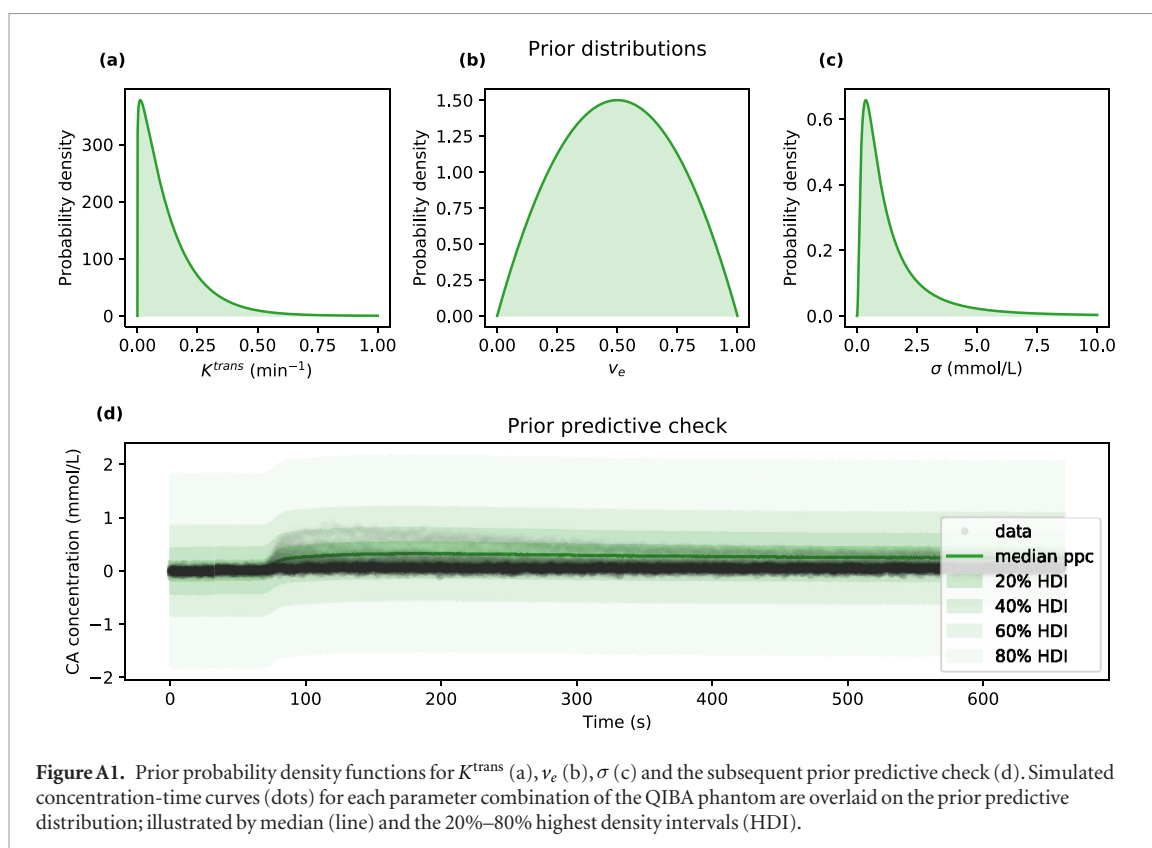 Prior distributions
(a)
(b)
(c)
Probability density
300
200
100
0
0.00 0.25 0.50 0.75 1.00
K^trans (min⁻¹)
Probability density
1.50
1.25
1.00
0.75
0.50
0.25
0.00
0.00 0.25 0.50 0.75 1.00
v_e
Probability density
0.6
0.4
0.2
0.0
0.0 2.5 5.0 7.5 10.0
σ (mmol/L)
(d)
Prior predictive check
CA concentration (mmol/L)
2
1
0
−1
−2
0 100 200 300 400 500 600
Time (s)
data
median ppc
20% HDI
40% HDI
60% HDI
80% HDI
Figure A1. Prior probability density functions for K^trans (a), v_e (b), σ (c) and the subsequent prior predictive check (d). Simulated
concentration-time curves (dots) for each parameter combination of the QIBA phantom are overlaid on the prior predictive
distribution; illustrated by median (line) and the 20%–80% highest density intervals (HDI).